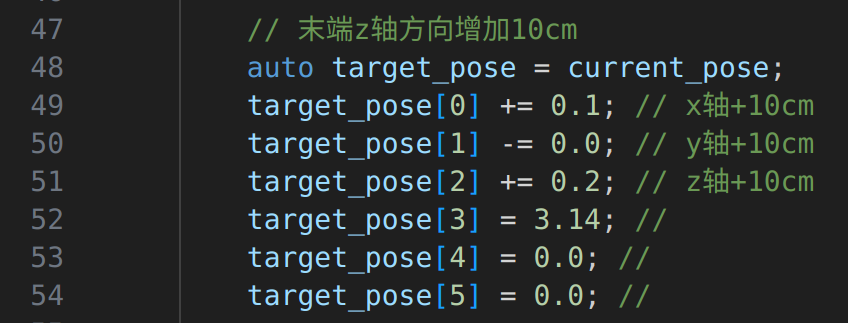 47 // 末端z轴方向增加10cm
48 auto target_pose = current_pose;
49 target_pose[0] += 0.1; // x轴+10cm
50 target_pose[1] -= 0.0; // y轴+10cm
51 target_pose[2] += 0.2; // z轴+10cm
52 target_pose[3] = 3.14; //
53 target_pose[4] = 0.0; //
54 target_pose[5] = 0.0; //